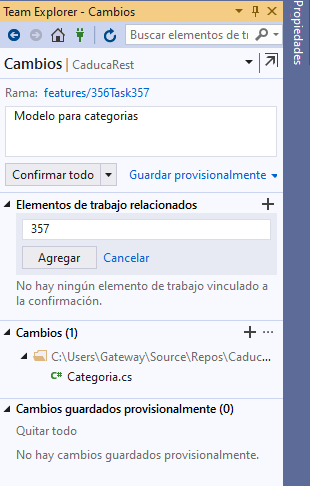 Team Explorer - Cambios
Buscar elementos de tr
Cambios | CaducaRest
Rama: features/356Task357
Modelo para categorias
Confirmar todo
Guardar provisionalmente
Elementos de trabajo relacionados
357
Agregar Cancelar
No hay ningún elemento de trabajo vinculado a
la confirmación.
Cambios (1)
C:\Users\Gateway\Source\Repos\Caduc...
C# Categoria.cs
Cambios guardados provisionalmente (0)
Quitar todo
No hay cambios guardados provisionalmente.
Propiedades